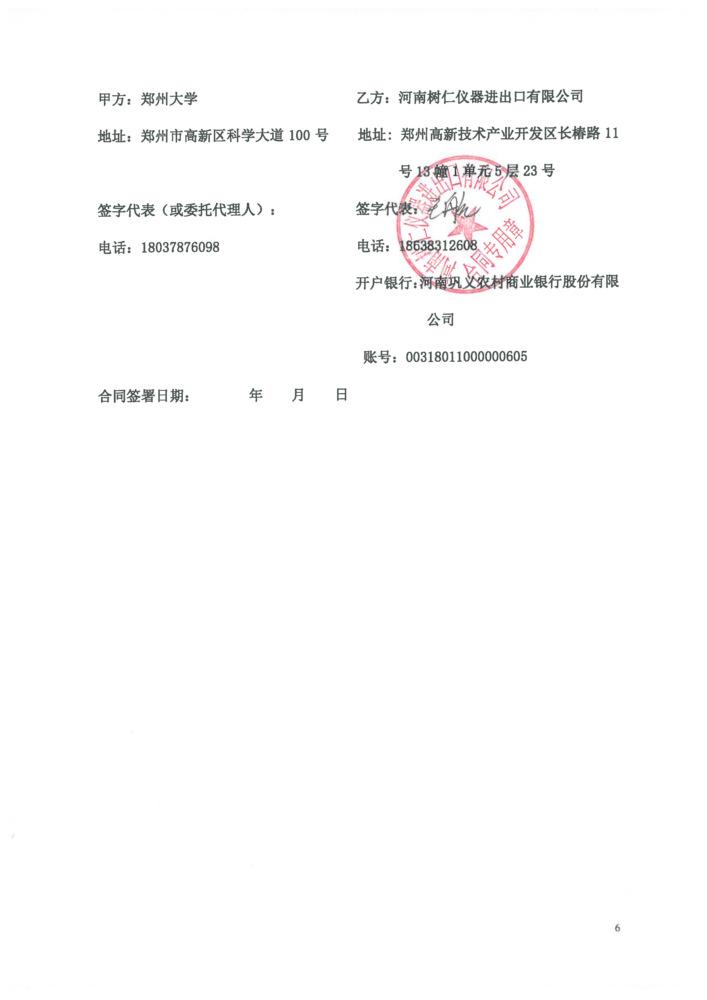 甲方：郑州大学
乙方：河南树仁仪器进出口有限公司
地址：郑州市高新区科学大道 100 号
地址：郑州高新技术产业开发区长椿路 11
号 13 幢 1 单元 5 层 23 号
签字代表（或委托代理人）：
签字代表：
电话：18037876098
电话：18638312608
开户银行：河南巩义农村商业银行股份有限
公司
账号：00318011000000605
合同签署日期： 年 月 日
河南树仁仪器进出口有限公司
合同专用章
6